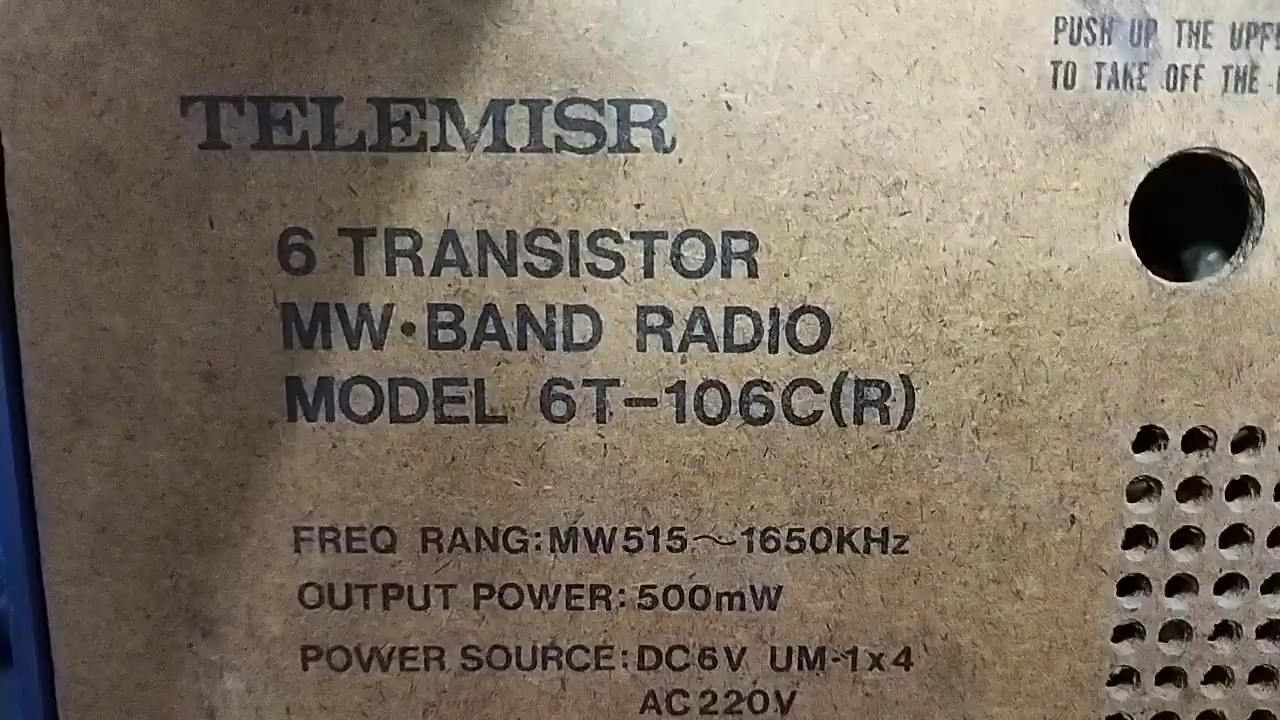 PUSH UP THE
TO TAKE OFF THE
TELEMISR
6 TRANSISTOR
MW·BAND RADIO
MODEL 6T-106C(R)
FREQ RANG:MW515~1650KHz
OUTPUT POWER:500mW
POWER SOURCE:DC6V UM-1x4
AC220V